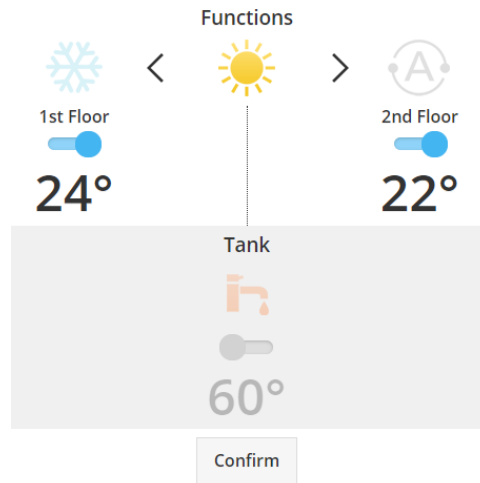 Functions
A
1st Floor
2nd Floor
24°
22°
Tank
60°
Confirm